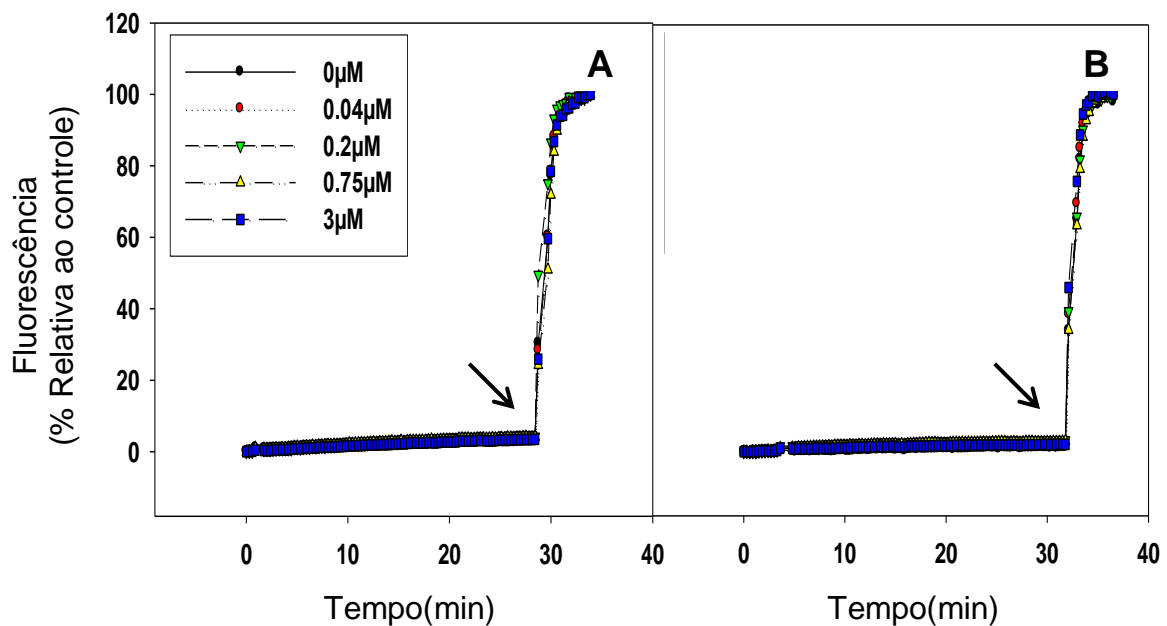 120
100
80
60
40
20
0
Fluorescência
(% Relativa ao controle)
0µM
0.04µM
0.2µM
0.75µM
3µM
A
B
0 10 20 30 40
0 10 20 30 40
Tempo(min)
Tempo(min)